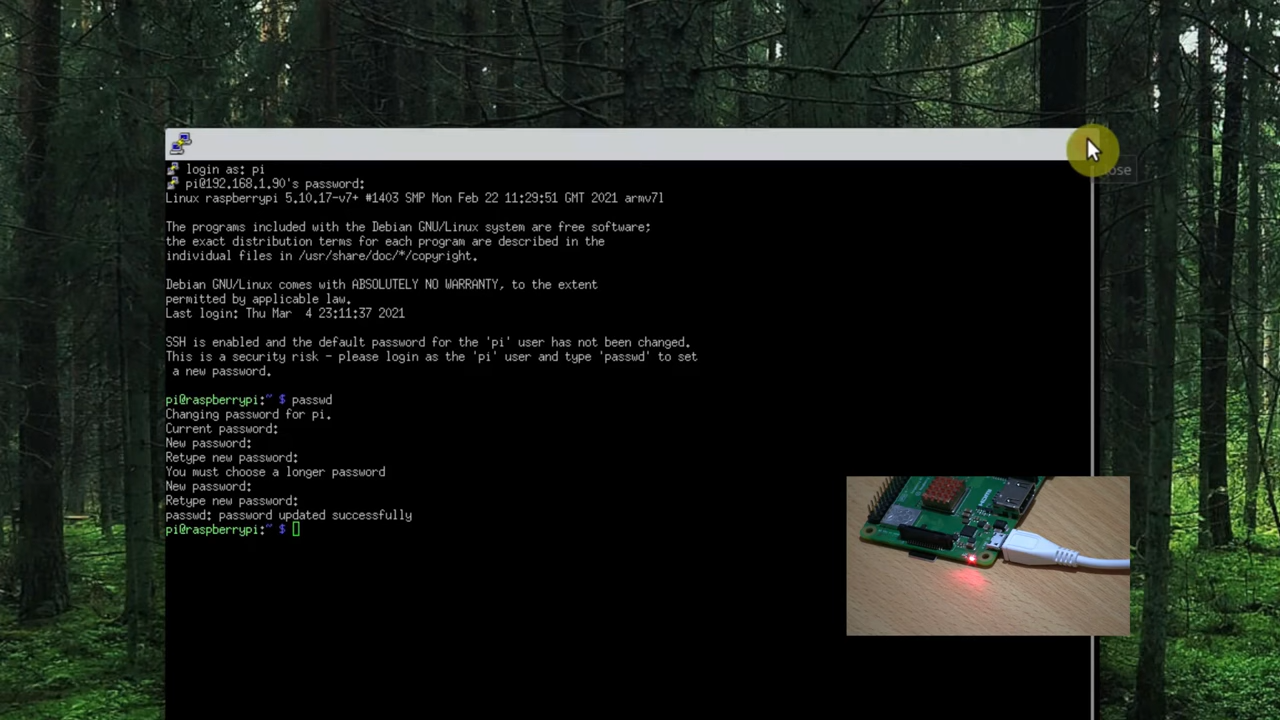 login as: pi
pi@192.168.1.90's password:
Linux raspberrypi 5.10.17-v7+ #1403 SMP Mon Feb 22 11:29:51 GMT 2021 armv7l
The programs included with the Debian GNU/Linux system are free software;
the exact distribution terms for each program are described in the
individual files in /usr/share/doc/*/copyright.
Debian GNU/Linux comes with ABSOLUTELY NO WARRANTY, to the extent
permitted by applicable law.
Last login: Thu Mar  4 23:11:37 2021
SSH is enabled and the default password for the 'pi' user has not been changed.
This is a security risk - please login as the 'pi' user and type 'passwd' to set
a new password.
pi@raspberrypi:~ $ passwd
Changing password for pi.
Current password:
New password:
Retype new password:
You must choose a longer password
New password:
Retype new password:
passwd: password updated successfully
pi@raspberrypi:~ $